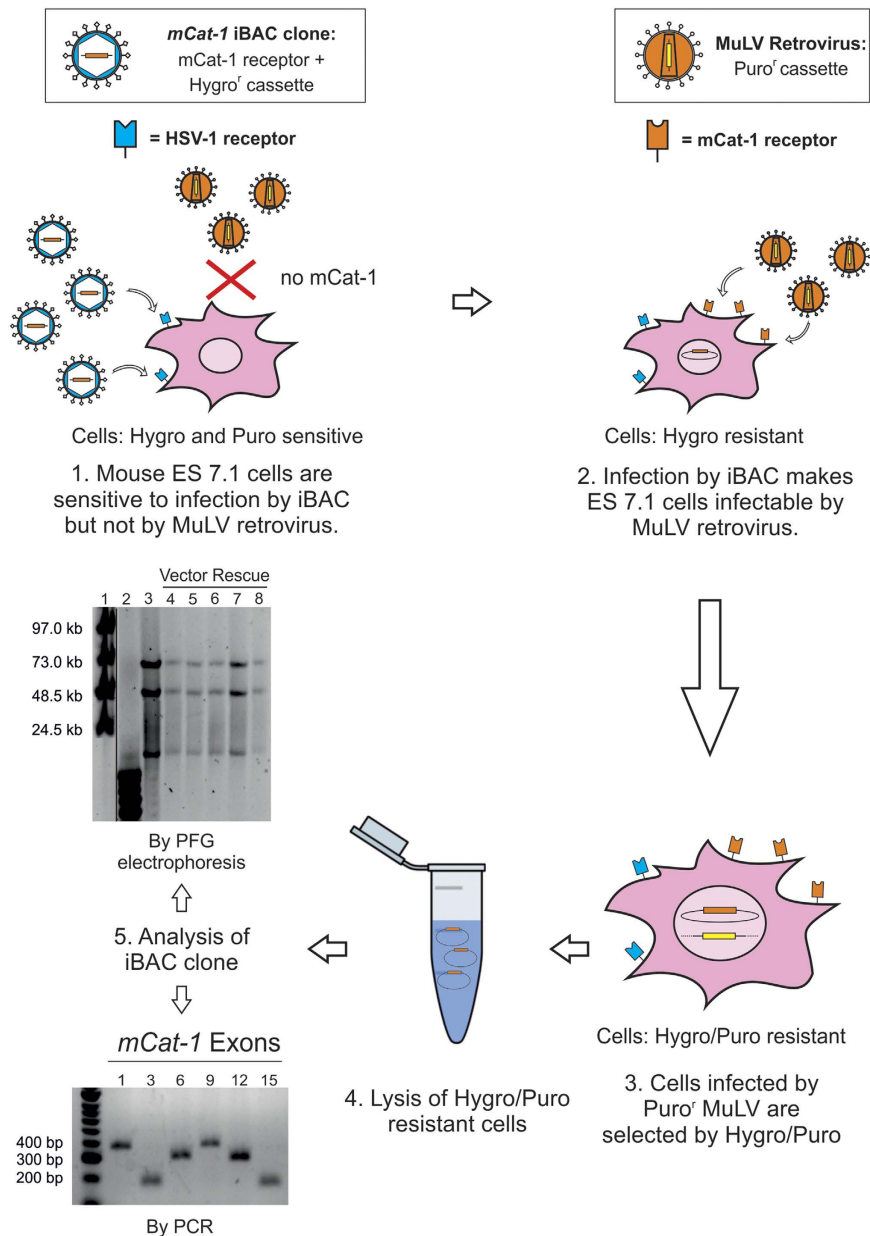 mCat-1 iBAC clone:
mCat-1 receptor +
Hygroʳ cassette
MuLV Retrovirus:
Puroʳ cassette
= HSV-1 receptor
= mCat-1 receptor
no mCat-1
Cells: Hygro and Puro sensitive
1. Mouse ES 7.1 cells are
sensitive to infection by iBAC
but not by MuLV retrovirus.
Cells: Hygro resistant
2. Infection by iBAC makes
ES 7.1 cells infectable by
MuLV retrovirus.
Cells: Hygro/Puro resistant
3. Cells infected by
Puroʳ MuLV are
selected by Hygro/Puro
4. Lysis of Hygro/Puro
resistant cells
Vector Rescue
1 2 3 4 5 6 7 8
97.0 kb
73.0 kb
48.5 kb
24.5 kb
By PFG
electrophoresis
5. Analysis of
iBAC clone
mCat-1 Exons
1 3 6 9 12 15
400 bp
300 bp
200 bp
By PCR